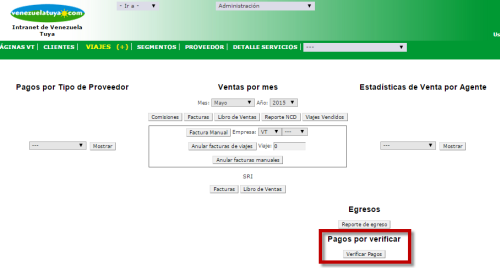 - Ir a -
Administración
venezuelatuya.com
Intranet de Venezuela
Tuya
Us
ÁGINAS VT | CLIENTES | VIAJES (+) | SEGMENTOS | PROVEEDOR | DETALLE SERVICIOS | ---
Pagos por Tipo de Proveedor
--- Mostrar
Ventas por mes
Mes: Mayo Año: 2015
Comisiones Facturas Libro de Ventas Reporte NCD Viajes Vendidos
Factura Manual Empresa: VT ---
Anular facturas de viajes Viaje: 0
Anular facturas manuales
SRI
Facturas Libro de Ventas
Estadísticas de Venta por Agente
--- Mostrar
Egresos
Reporte de egreso
Pagos por verificar
Verificar Pagos